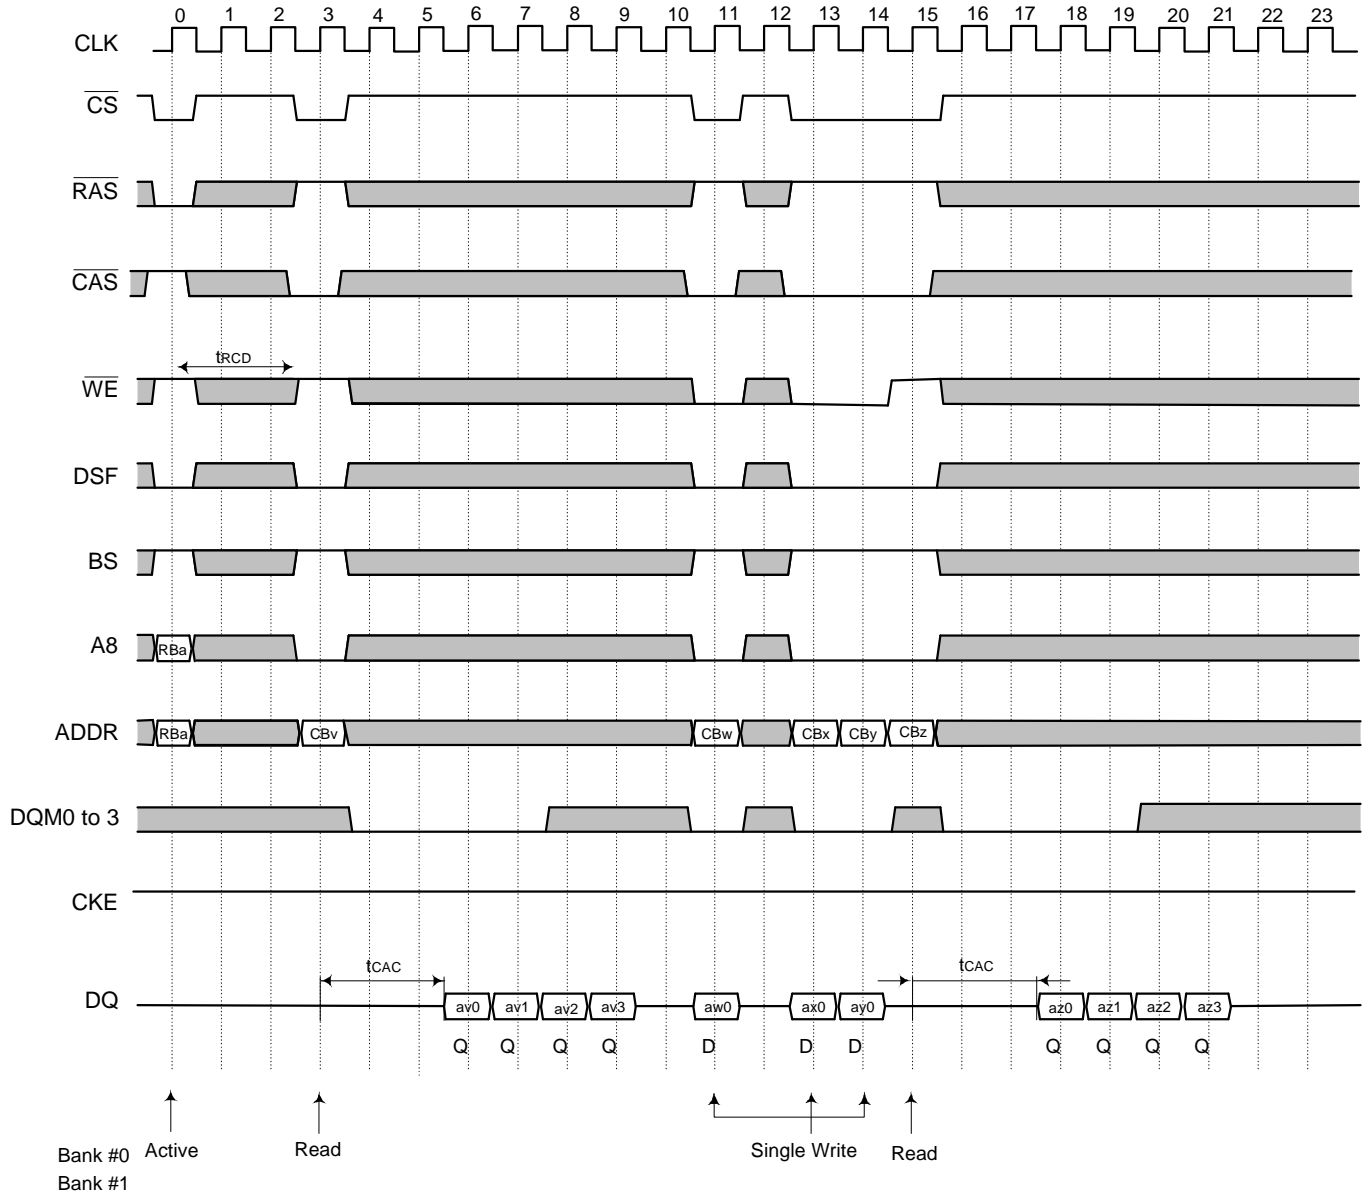 0 1 2 3 4 5 6 7 8 9 10 11 12 13 14 15 16 17 18 19 20 21 22 23
CLK
CS
RAS
CAS
tRCD
WE
DSF
BS
A8 RBa
ADDR RBa CBv CBw CBx CBy CBz
DQM0 to 3
CKE
tCAC tCAC
DQ av0 av1 av2 av3 aw0 ax0 ay0 az0 az1 az2 az3
Q Q Q Q D D D Q Q Q Q
Active Read Single Write Read
Bank #0
Bank #1